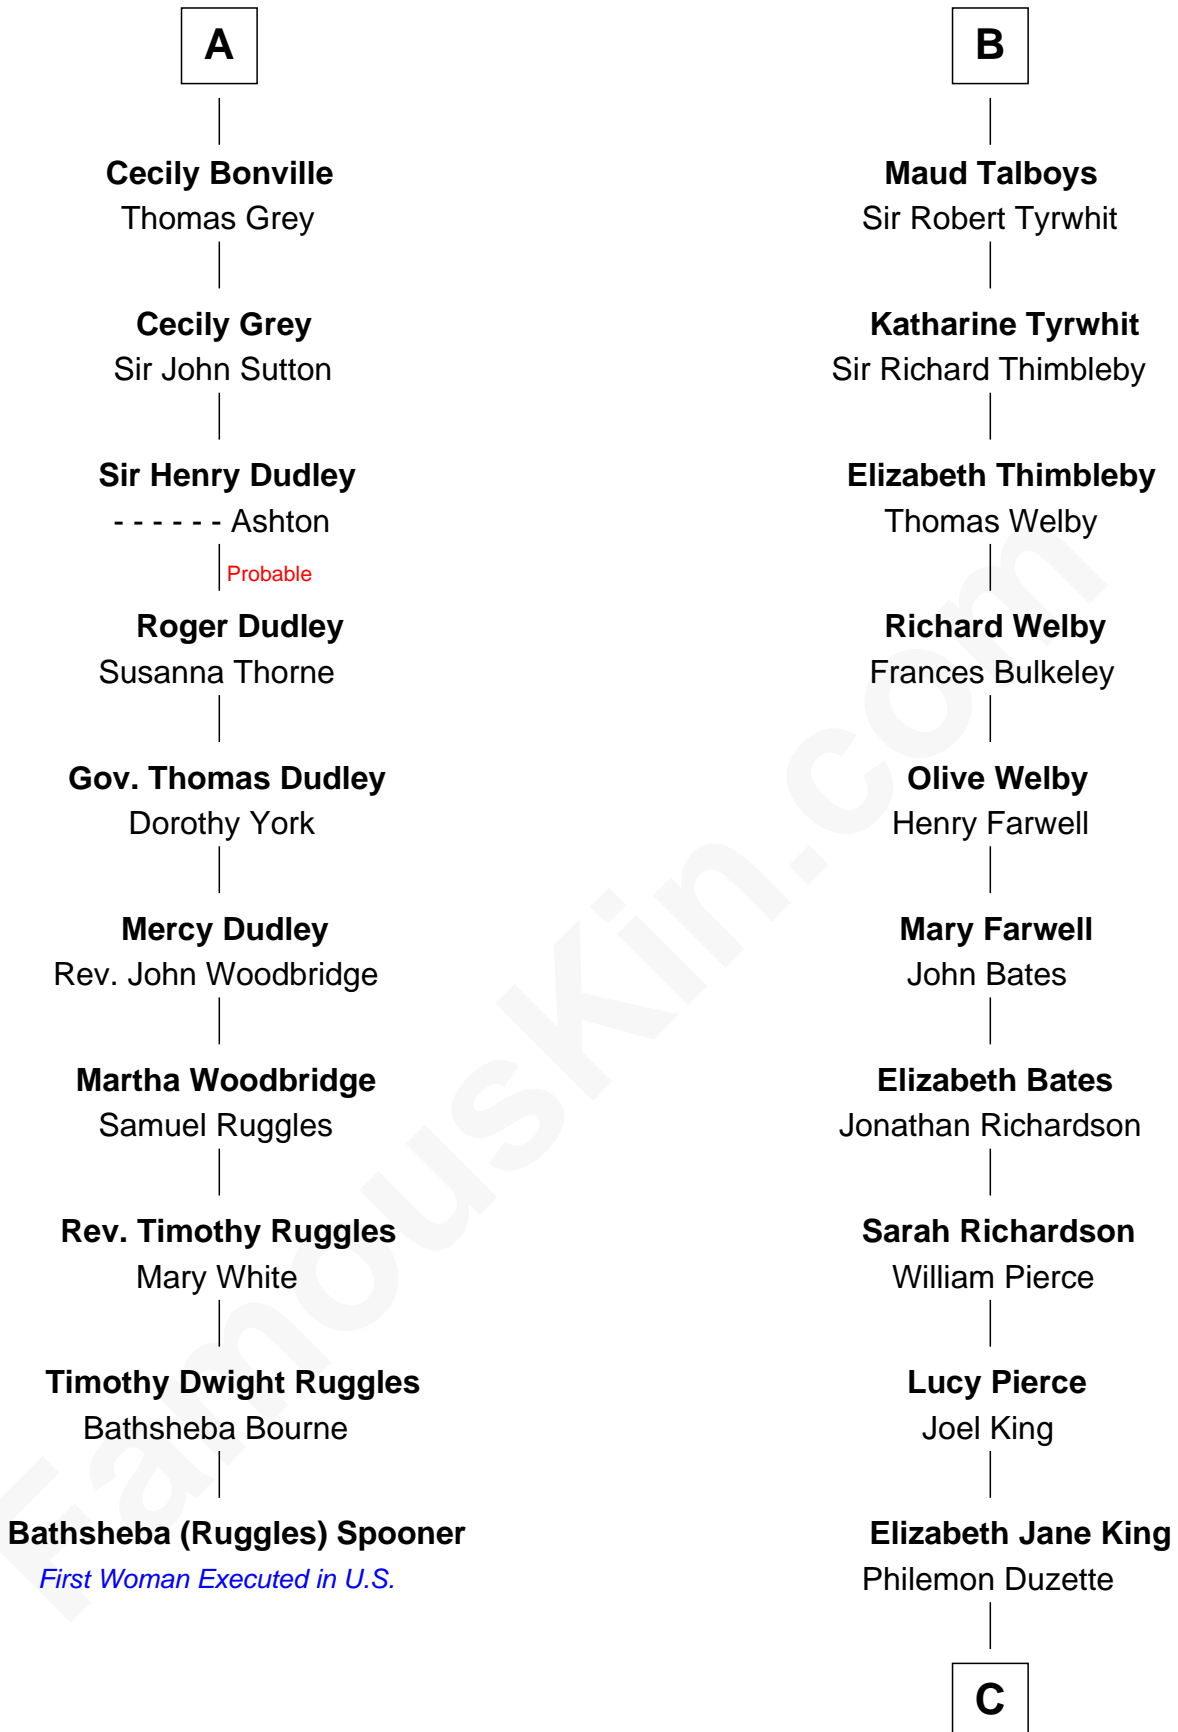 A
Cecily Bonville
Thomas Grey
Cecily Grey
Sir John Sutton
Sir Henry Dudley
- - - - - - Ashton
Probable
Roger Dudley
Susanna Thorne
Gov. Thomas Dudley
Dorothy York
Mercy Dudley
Rev. John Woodbridge
Martha Woodbridge
Samuel Ruggles
Rev. Timothy Ruggles
Mary White
Timothy Dwight Ruggles
Bathsheba Bourne
Bathsheba (Ruggles) Spooner
First Woman Executed in U.S.
B
Maud Talboys
Sir Robert Tyrwhit
Katharine Tyrwhit
Sir Richard Thimbleby
Elizabeth Thimbleby
Thomas Welby
Richard Welby
Frances Bulkeley
Olive Welby
Henry Farwell
Mary Farwell
John Bates
Elizabeth Bates
Jonathan Richardson
Sarah Richardson
William Pierce
Lucy Pierce
Joel King
Elizabeth Jane King
Philemon Duzette
C
FamousKin.com